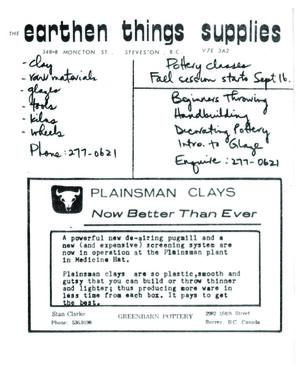 THE earthen things supplies
3480B MONCTON ST., STEVESTON, B.C. V7E 3A2
- clay
- raw materials
- glazes
- tools
- kilns
- wheels
Phone: 277-0621
Pottery classes
Fall session starts Sept 16.
Beginners Throwing
Handbuilding
Decorating Pottery
Intro. to Glaze
Enquire: 277-0621
PLAINSMAN CLAYS
Now Better Than Ever
A powerful new de-airing pugmill and a
new (and expensive) screening system are
now in operation at the Plainsman plant
in Medicine Hat.
Plainsman clays are so plastic, smooth and
gutsy that you can build or throw thinner
and lighter; thus producing more ware in
less time from each box. It pays to get
the best.
Stan Clarke
Phone:
GREENBARN POTTERY
Surrey, B.C. Canada